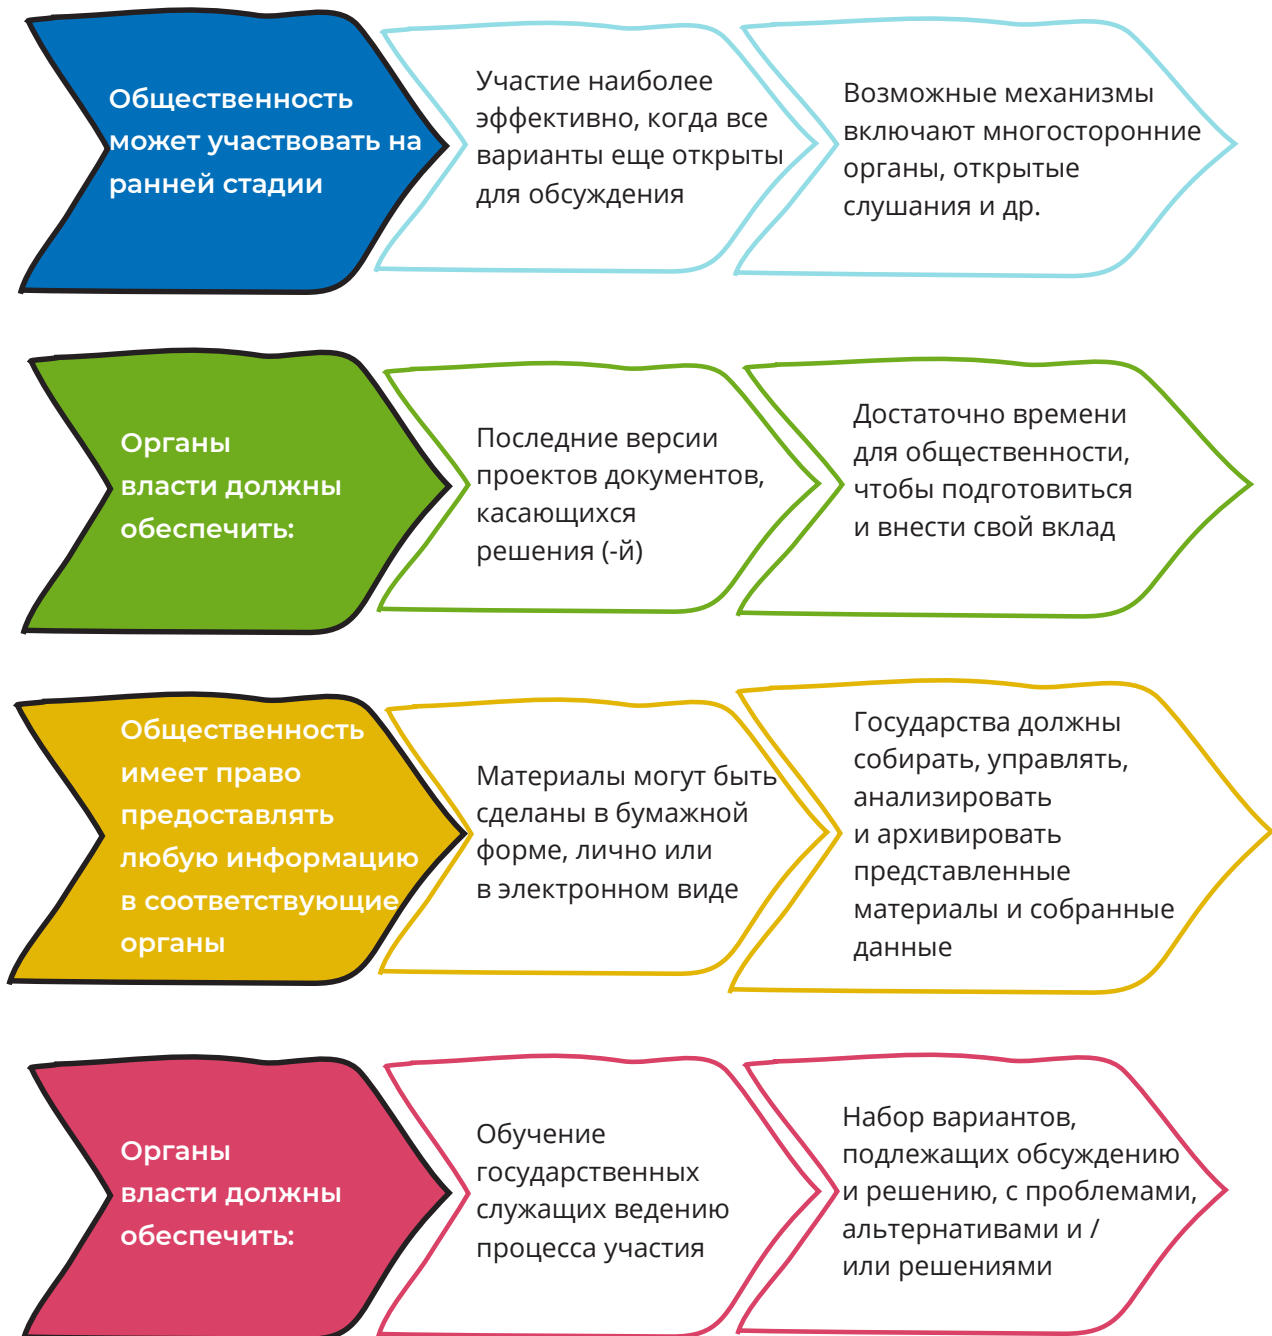 Общественность
может участвовать на
ранней стадии
Участие наиболее
эффективно, когда все
варианты еще открыты
для обсуждения
Возможные механизмы
включают многосторонние
органы, открытые
слушания и др.
Органы
власти должны
обеспечить:
Последние версии
проектов документов,
касающихся
решения (-й)
Достаточно времени
для общественности,
чтобы подготовиться
и внести свой вклад
Общественность
имеет право
предоставлять
любую информацию
в соответствующие
органы
Материалы могут быть
сделаны в бумажной
форме, лично или
в электронном виде
Государства должны
собирать, управлять,
анализировать
и архивировать
представленные
материалы и собранные
данные
Органы
власти должны
обеспечить:
Обучение
государственных
служащих ведению
процесса участия
Набор вариантов,
подлежащих обсуждению
и решению, с проблемами,
альтернативами и /
или решениями